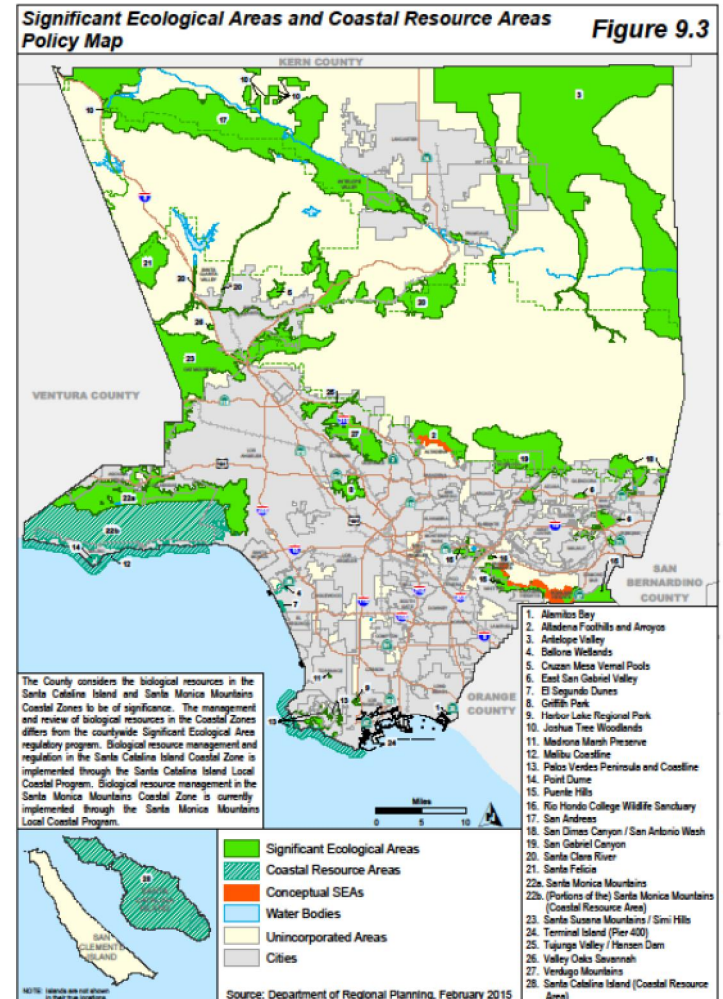 Significant Ecological Areas and Coastal Resource Areas
Policy Map
Figure 9.3
KERN COUNTY
VENTURA COUNTY
SAN
BERNARDINO
COUNTY
ORANGE
COUNTY
The County considers the biological resources in the
Santa Catalina Island and Santa Monica Mountains
Coastal Zones to be of significance. The management
and review of biological resources in the Coastal Zones
differs from the countywide Significant Ecological Area
regulatory program. Biological resource management and
regulation in the Santa Catalina Island Coastal Zone is
implemented through the Santa Catalina Island Local
Coastal Program. Biological resource management in the
Santa Monica Mountains Coastal Zone is currently
implemented through the Santa Monica Mountains
Local Coastal Program.
Miles
0 5 10
N
1. Alamitos Bay
2. Altadena Foothills and Arroyos
3. Antelope Valley
4. Ballona Wetlands
5. Cruzan Mesa Vernal Pools
6. East San Gabriel Valley
7. El Segundo Dunes
8. Griffith Park
9. Harbor Lake Regional Park
10. Joshua Tree Woodlands
11. Madrona Marsh Preserve
12. Malibu Coastline
13. Palos Verdes Peninsula and Coastline
14. Point Dume
15. Puente Hills
16. Rio Hondo College Wildlife Sanctuary
17. San Andreas
18. San Dimas Canyon / San Antonio Wash
19. San Gabriel Canyon
20. Santa Clara River
21. Santa Felicia
22a. Santa Monica Mountains
22b. (Portions of the) Santa Monica Mountains
(Coastal Resource Area)
23. Santa Susana Mountains / Simi Hills
24. Terminal Island (Pier 400)
25. Tujunga Valley / Hansen Dam
26. Valley Oaks Savannah
27. Verdugo Mountains
28. Santa Catalina Island (Coastal Resource
Area)
Significant Ecological Areas
Coastal Resource Areas
Conceptual SEAs
Water Bodies
Unincorporated Areas
Cities
SAN
CLEMENTE
ISLAND
NOTE: Islands are not shown
in their true locations
Source: Department of Regional Planning, February 2015